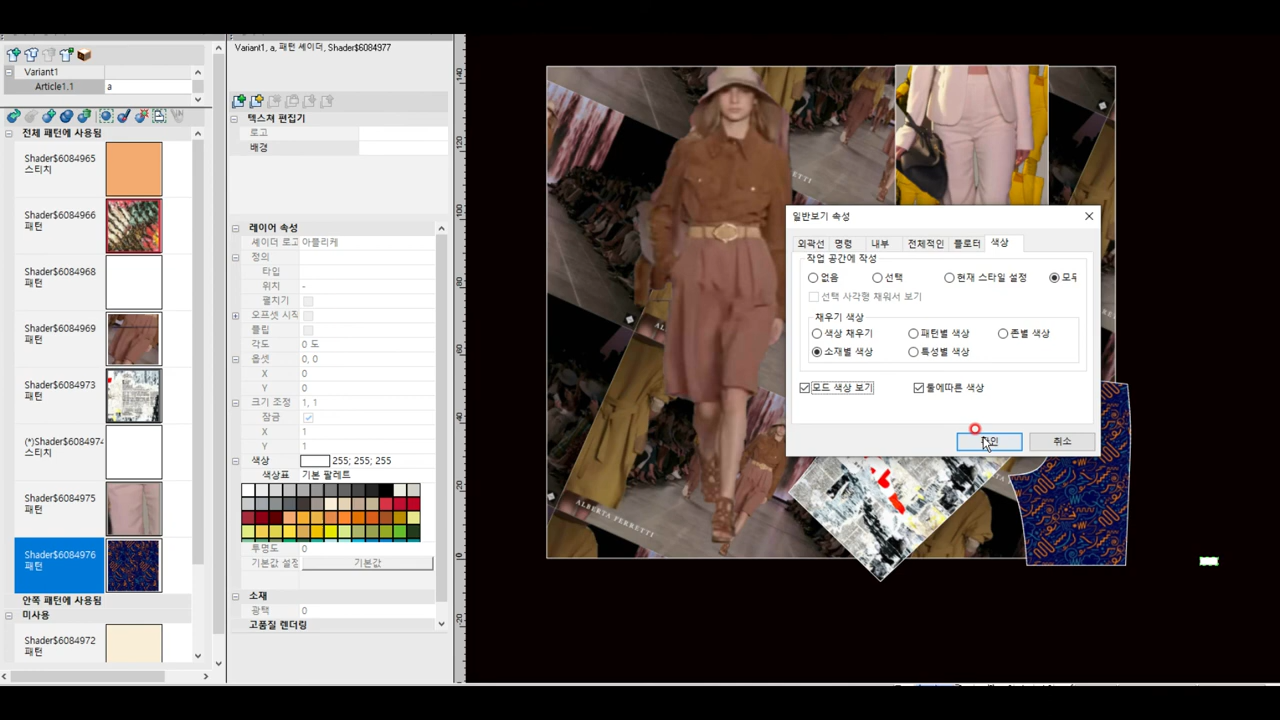 Variant1, a, 패턴 셰이더, Shader$6084977
Variant1
Article1.1
a
전체 패턴에 사용됨
Shader$6084965
스티치
Shader$6084966
패턴
Shader$6084968
Shader$6084969
패턴
Shader$6084973
패턴
(*)Shader$6084974
스티치
Shader$6084975
패턴
Shader$6084976
패턴
안쪽 패턴에 사용됨
미사용
Shader$6084972
패턴
텍스쳐 편집기
로고
배경
레이어 속성
셰이더 로고
아플리케
정의
타입
위치
-
펼치기
오프셋 시작
플립
각도
0 도
옵셋
0, 0
X
0
Y
0
크기 조정
1, 1
잠금
X
1
Y
1
색상
255; 255; 255
색상표
기본 팔레트
투명도
0
기본값 설정
기본값
소재
광택
0
고품질 렌더링
140
120
100
80
60
40
20
0
-20
ALBERTA FERRETTI
일반보기 속성
외곽선
명령
내부
전체적인
플로터
색상
작업 공간에 작성
없음
선택
현재 스타일 설정
선택 사각형 채워서 보기
채우기 색상
색상 채우기
패턴별 색상
존별 색상
소재별 색상
특성별 색상
모드 색상 보기
툴에따른 색상
취소